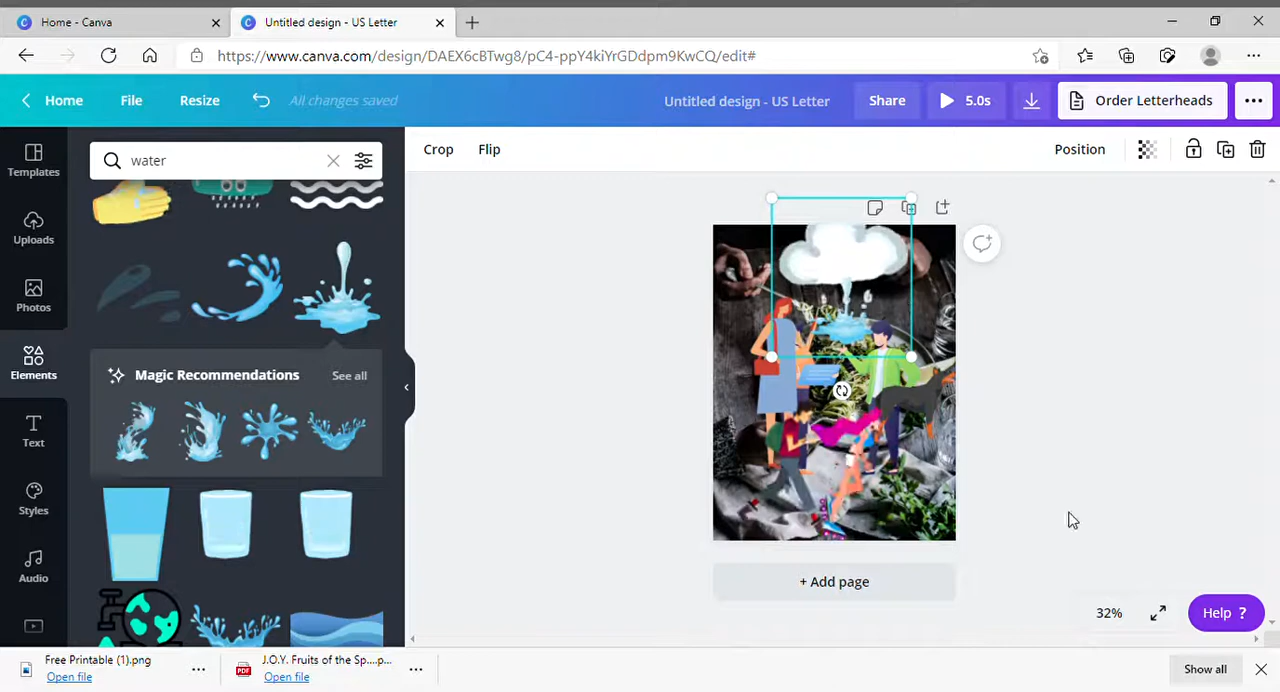 Home - Canva
Untitled design - US Letter
https://www.canva.com/design/DAEX6cBTwg8/pC4-ppY4kiYrGDdpm9KwCQ/edit#
Home
File
Resize
All changes saved
Untitled design - US Letter
Share
5.0s
Order Letterheads
Templates
Uploads
Photos
Elements
Text
Styles
Audio
water
Crop
Flip
Position
Magic Recommendations
See all
+ Add page
32%
Help ?
Free Printable (1).png
Open file
J.O.Y. Fruits of the Sp....p...
Open file
Show all